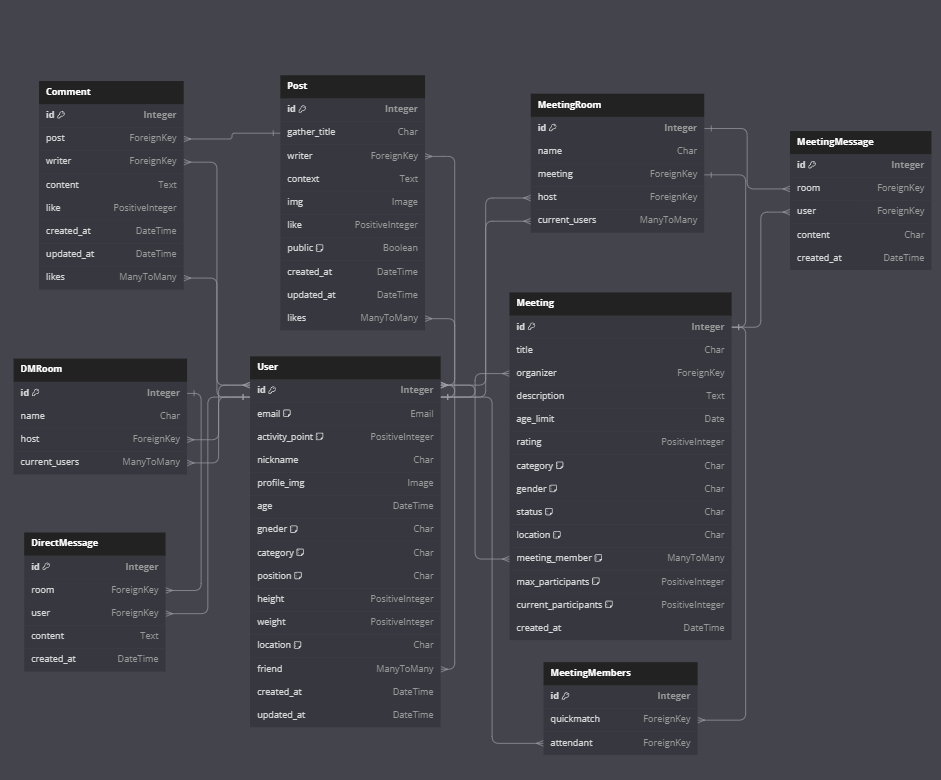 Comment
id Integer
post ForeignKey
writer ForeignKey
content Text
like PositiveInteger
created_at DateTime
updated_at DateTime
likes ManyToMany
Post
id Integer
gather_title Char
writer ForeignKey
context Text
img Image
like PositiveInteger
public Boolean
created_at DateTime
updated_at DateTime
likes ManyToMany
MeetingRoom
id Integer
name Char
meeting ForeignKey
host ForeignKey
current_users ManyToMany
MeetingMessage
id Integer
room ForeignKey
user ForeignKey
content Char
created_at DateTime
DMRoom
id Integer
name Char
host ForeignKey
current_users ManyToMany
User
id Integer
email Email
activity_point PositiveInteger
nickname Char
profile_img Image
age DateTime
gneder Char
category Char
position Char
height PositiveInteger
weight PositiveInteger
location Char
friend ManyToMany
created_at DateTime
updated_at DateTime
Meeting
id Integer
title Char
organizer ForeignKey
description Text
age_limit Date
rating PositiveInteger
category Char
gender Char
status Char
location Char
meeting_member ManyToMany
max_participants PositiveInteger
current_participants PositiveInteger
created_at DateTime
DirectMessage
id Integer
room ForeignKey
user ForeignKey
content Text
created_at DateTime
MeetingMembers
id Integer
quickmatch ForeignKey
attendant ForeignKey